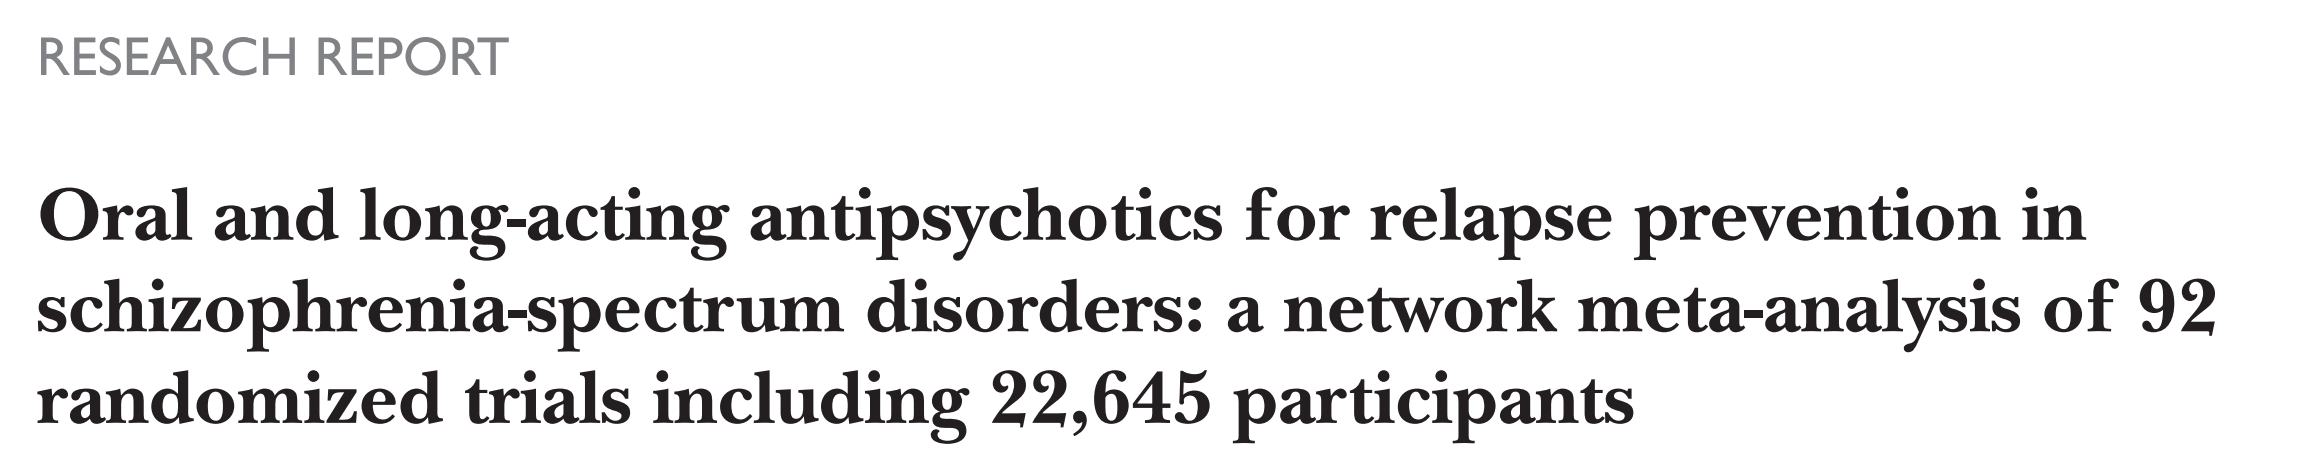 RESEARCH REPORT
Oral and long-acting antipsychotics for relapse prevention in
schizophrenia-spectrum disorders: a network meta-analysis of 92
randomized trials including 22,645 participants